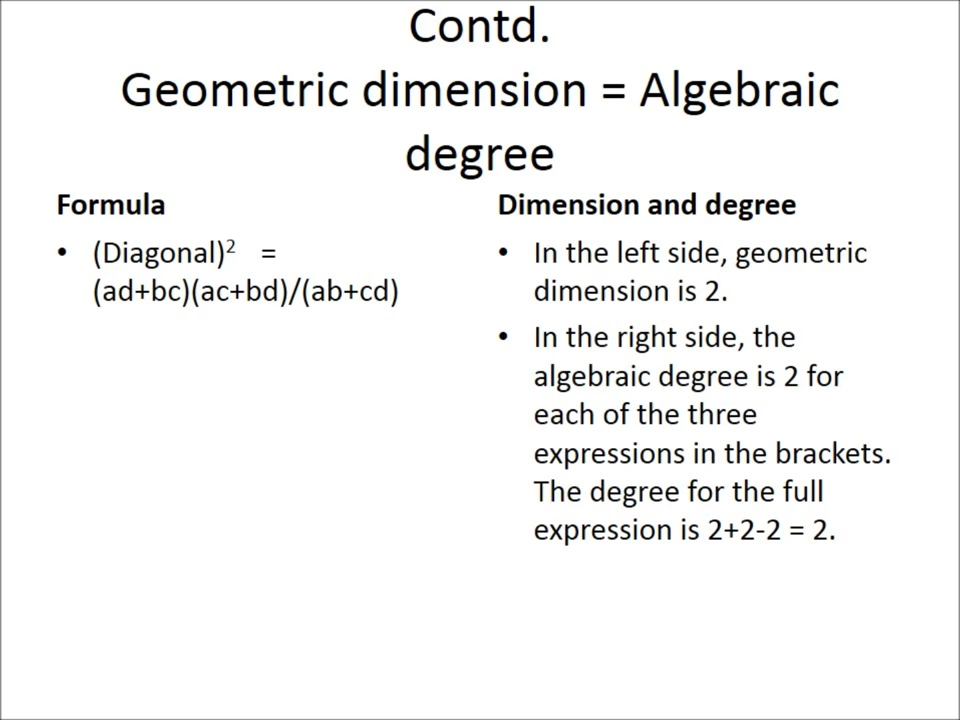 Contd.
Geometric dimension = Algebraic
degree
Formula
• (Diagonal)² =
(ad+bc)(ac+bd)/(ab+cd)
Dimension and degree
• In the left side, geometric
dimension is 2.
• In the right side, the
algebraic degree is 2 for
each of the three
expressions in the brackets.
The degree for the full
expression is 2+2-2 = 2.